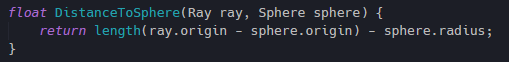 float DistanceToSphere(Ray ray, Sphere sphere) {
    return length(ray.origin - sphere.origin) - sphere.radius;
}